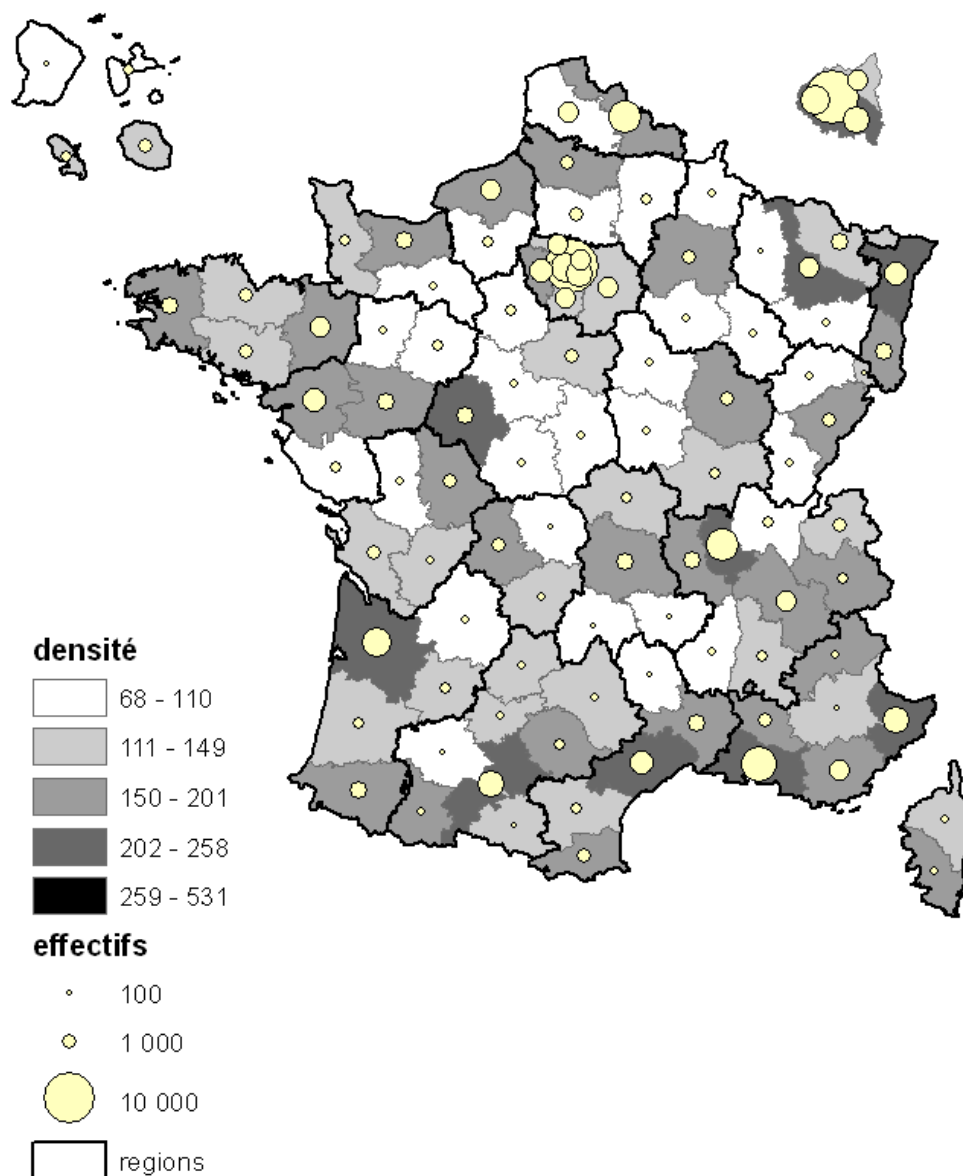 densité
68 - 110
111 - 149
150 - 201
202 - 258
259 - 531
effectifs
100
1 000
10 000
regions